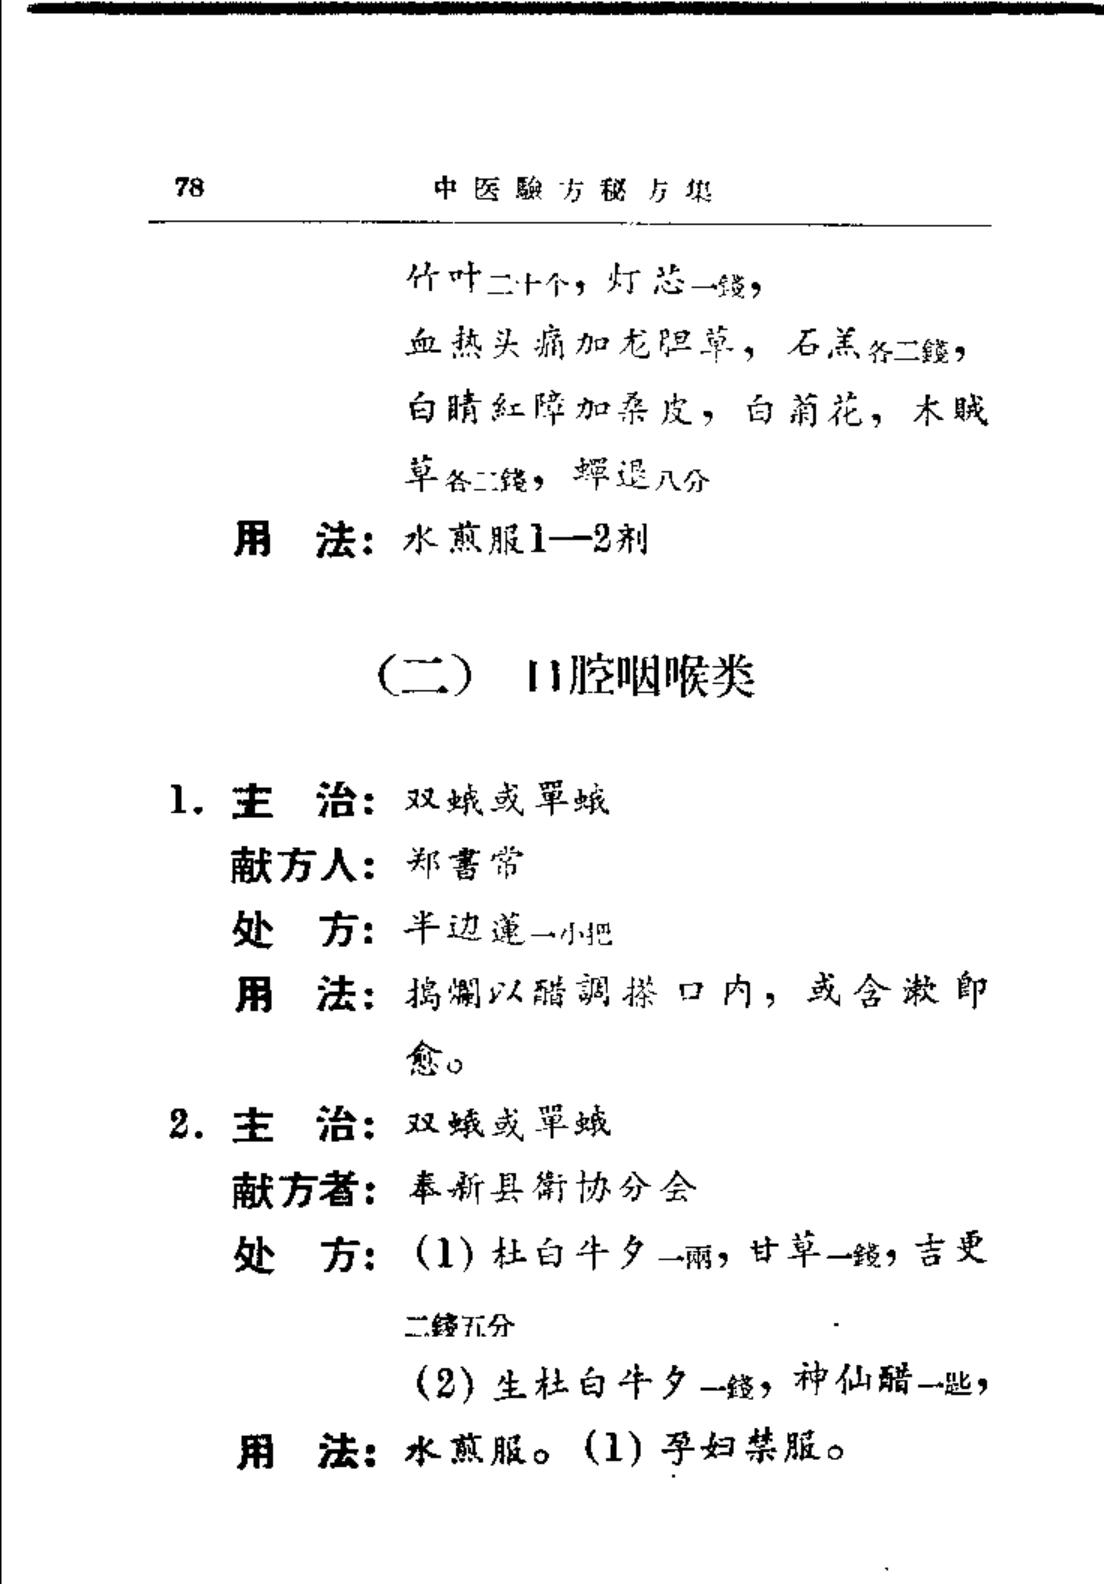 78 中医驗方秘方集
竹叶二十个，灯芯一錢，
血热头痛加龙胆草，石羔各二錢，
白睛紅障加桑皮，白菊花，木贼
草各二錢，蟬退八分
用 法：水煎服1—2剂
（二） 口腔咽喉类
1. 主 治：双蛾或單蛾
献方人：郑書常
处 方：半边蓮一小把
用 法：搗爛以醋調搽口内，或含漱即
愈。
2. 主 治：双蛾或單蛾
献方者：奉新县衛协分会
处 方：(1) 杜白牛夕一兩，甘草一錢，吉更
二錢五分
(2) 生杜白牛夕一錢，神仙醋一匙，
用 法：水煎服。(1) 孕妇禁服。